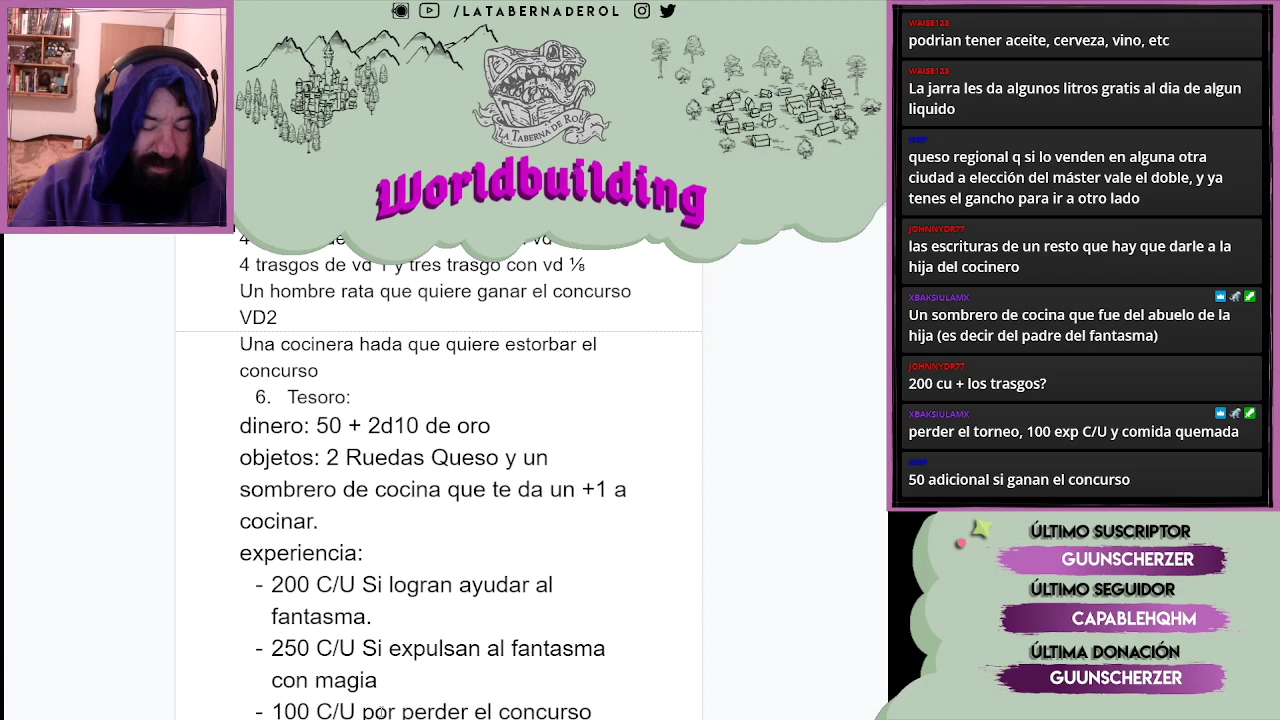 /LATABERNADEROL
LA TABERNA DE ROL
Worldbuilding
4 trasgos de vd 1 y tres trasgo con vd ⅛
Un hombre rata que quiere ganar el concurso
VD2
Una cocinera hada que quiere estorbar el
concurso
6. Tesoro:
dinero: 50 + 2d10 de oro
objetos: 2 Ruedas Queso y un
sombrero de cocina que te da un +1 a
cocinar.
experiencia:
- 200 C/U Si logran ayudar al
fantasma.
- 250 C/U Si expulsan al fantasma
con magia
- 100 C/U por perder el concurso
WAISE123
podrian tener aceite, cerveza, vino, etc
WAISE123
La jarra les da algunos litros gratis al dia de algun
liquido
queso regional q si lo venden en alguna otra
ciudad a elección del máster vale el doble, y ya
tenes el gancho para ir a otro lado
JOHNNYDR77
las escrituras de un resto que hay que darle a la
hija del cocinero
XBAKSIULAMX
Un sombrero de cocina que fue del abuelo de la
hija (es decir del padre del fantasma)
JOHNNYDR77
200 cu + los trasgos?
XBAKSIULAMX
perder el torneo, 100 exp C/U y comida quemada
50 adicional si ganan el concurso
ÚLTIMO SUSCRIPTOR
GUUNSCHERZER
ÚLTIMO SEGUIDOR
CAPABLEHQHM
ÚLTIMA DONACIÓN
GUUNSCHERZER